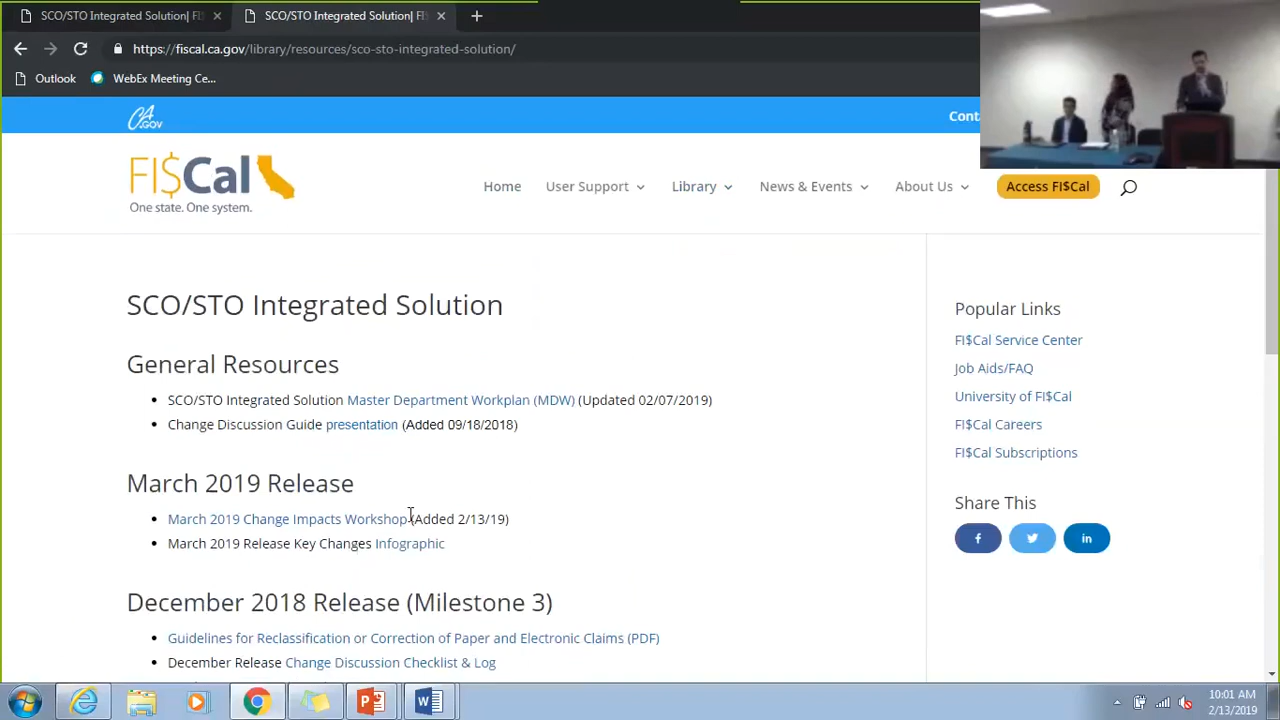 SCO/STO Integrated Solution| FI
SCO/STO Integrated Solution| FI
https://fiscal.ca.gov/library/resources/sco-sto-integrated-solution/
Outlook
WebEx Meeting Ce...
CA.GOV
Cont
FI$Cal
One state. One system.
Home
User Support
Library
News & Events
About Us
Access FI$Cal
SCO/STO Integrated Solution
General Resources
SCO/STO Integrated Solution Master Department Workplan (MDW) (Updated 02/07/2019)
Change Discussion Guide presentation (Added 09/18/2018)
March 2019 Release
March 2019 Change Impacts Workshop (Added 2/13/19)
March 2019 Release Key Changes Infographic
December 2018 Release (Milestone 3)
Guidelines for Reclassification or Correction of Paper and Electronic Claims (PDF)
December Release Change Discussion Checklist & Log
Popular Links
FI$Cal Service Center
Job Aids/FAQ
University of FI$Cal
FI$Cal Careers
FI$Cal Subscriptions
Share This
10:01 AM
2/13/2019